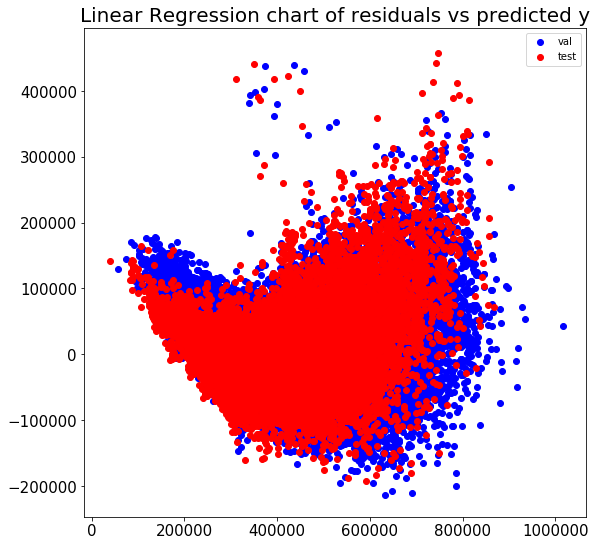 Linear Regression chart of residuals vs predicted y
val
test
400000
300000
200000
100000
0
−100000
−200000
0 200000 400000 600000 800000 1000000